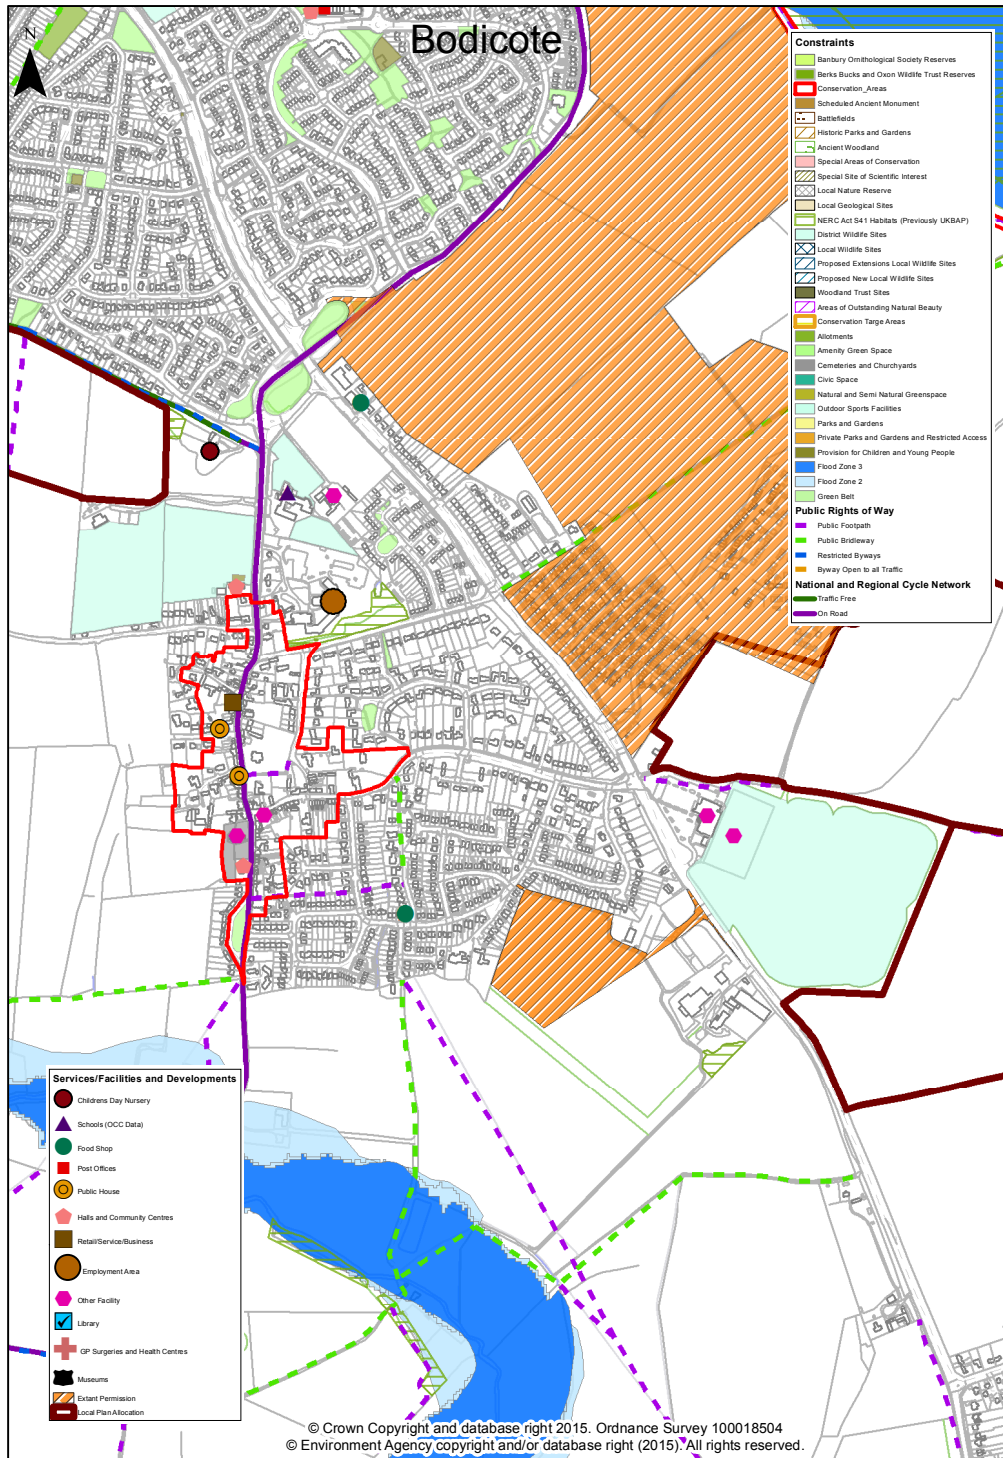 Bodicote
N
Constraints
Banbury Ornithological Society Reserves
Berks Bucks and Oxon Wildlife Trust Reserves
Conservation_Areas
Scheduled Ancient Monument
Battlefields
Historic Parks and Gardens
Ancient Woodland
Special Areas of Conservation
Special Site of Scientific Interest
Local Nature Reserve
Local Geological Sites
NERC Act S41 Habitats (Previously UKBAP)
District Wildlife Sites
Local Wildlife Sites
Proposed Extensions Local Wildlife Sites
Proposed New Local Wildlife Sites
Woodland Trust Sites
Areas of Outstanding Natural Beauty
Conservation Targe Areas
Allotments
Amenity Green Space
Cemeteries and Churchyards
Civic Space
Natural and Semi Natural Greenspace
Outdoor Sports Facilities
Parks and Gardens
Private Parks and Gardens and Restricted Access
Provision for Children and Young People
Flood Zone 3
Flood Zone 2
Green Belt
Public Rights of Way
Public Footpath
Public Bridleway
Restricted Byways
Byway Open to all Traffic
National and Regional Cycle Network
Traffic Free
On Road
Services/Facilities and Developments
Childrens Day Nursery
Schools (OCC Data)
Food Shop
Post Offices
Public House
Halls and Community Centres
Retail/Service/Business
Employment Area
Other Facility
Library
GP Surgeries and Health Centres
Museums
Extant Permission
Local Plan Allocation
© Crown Copyright and database right 2015. Ordnance Survey 100018504
© Environment Agency copyright and/or database right (2015). All rights reserved.